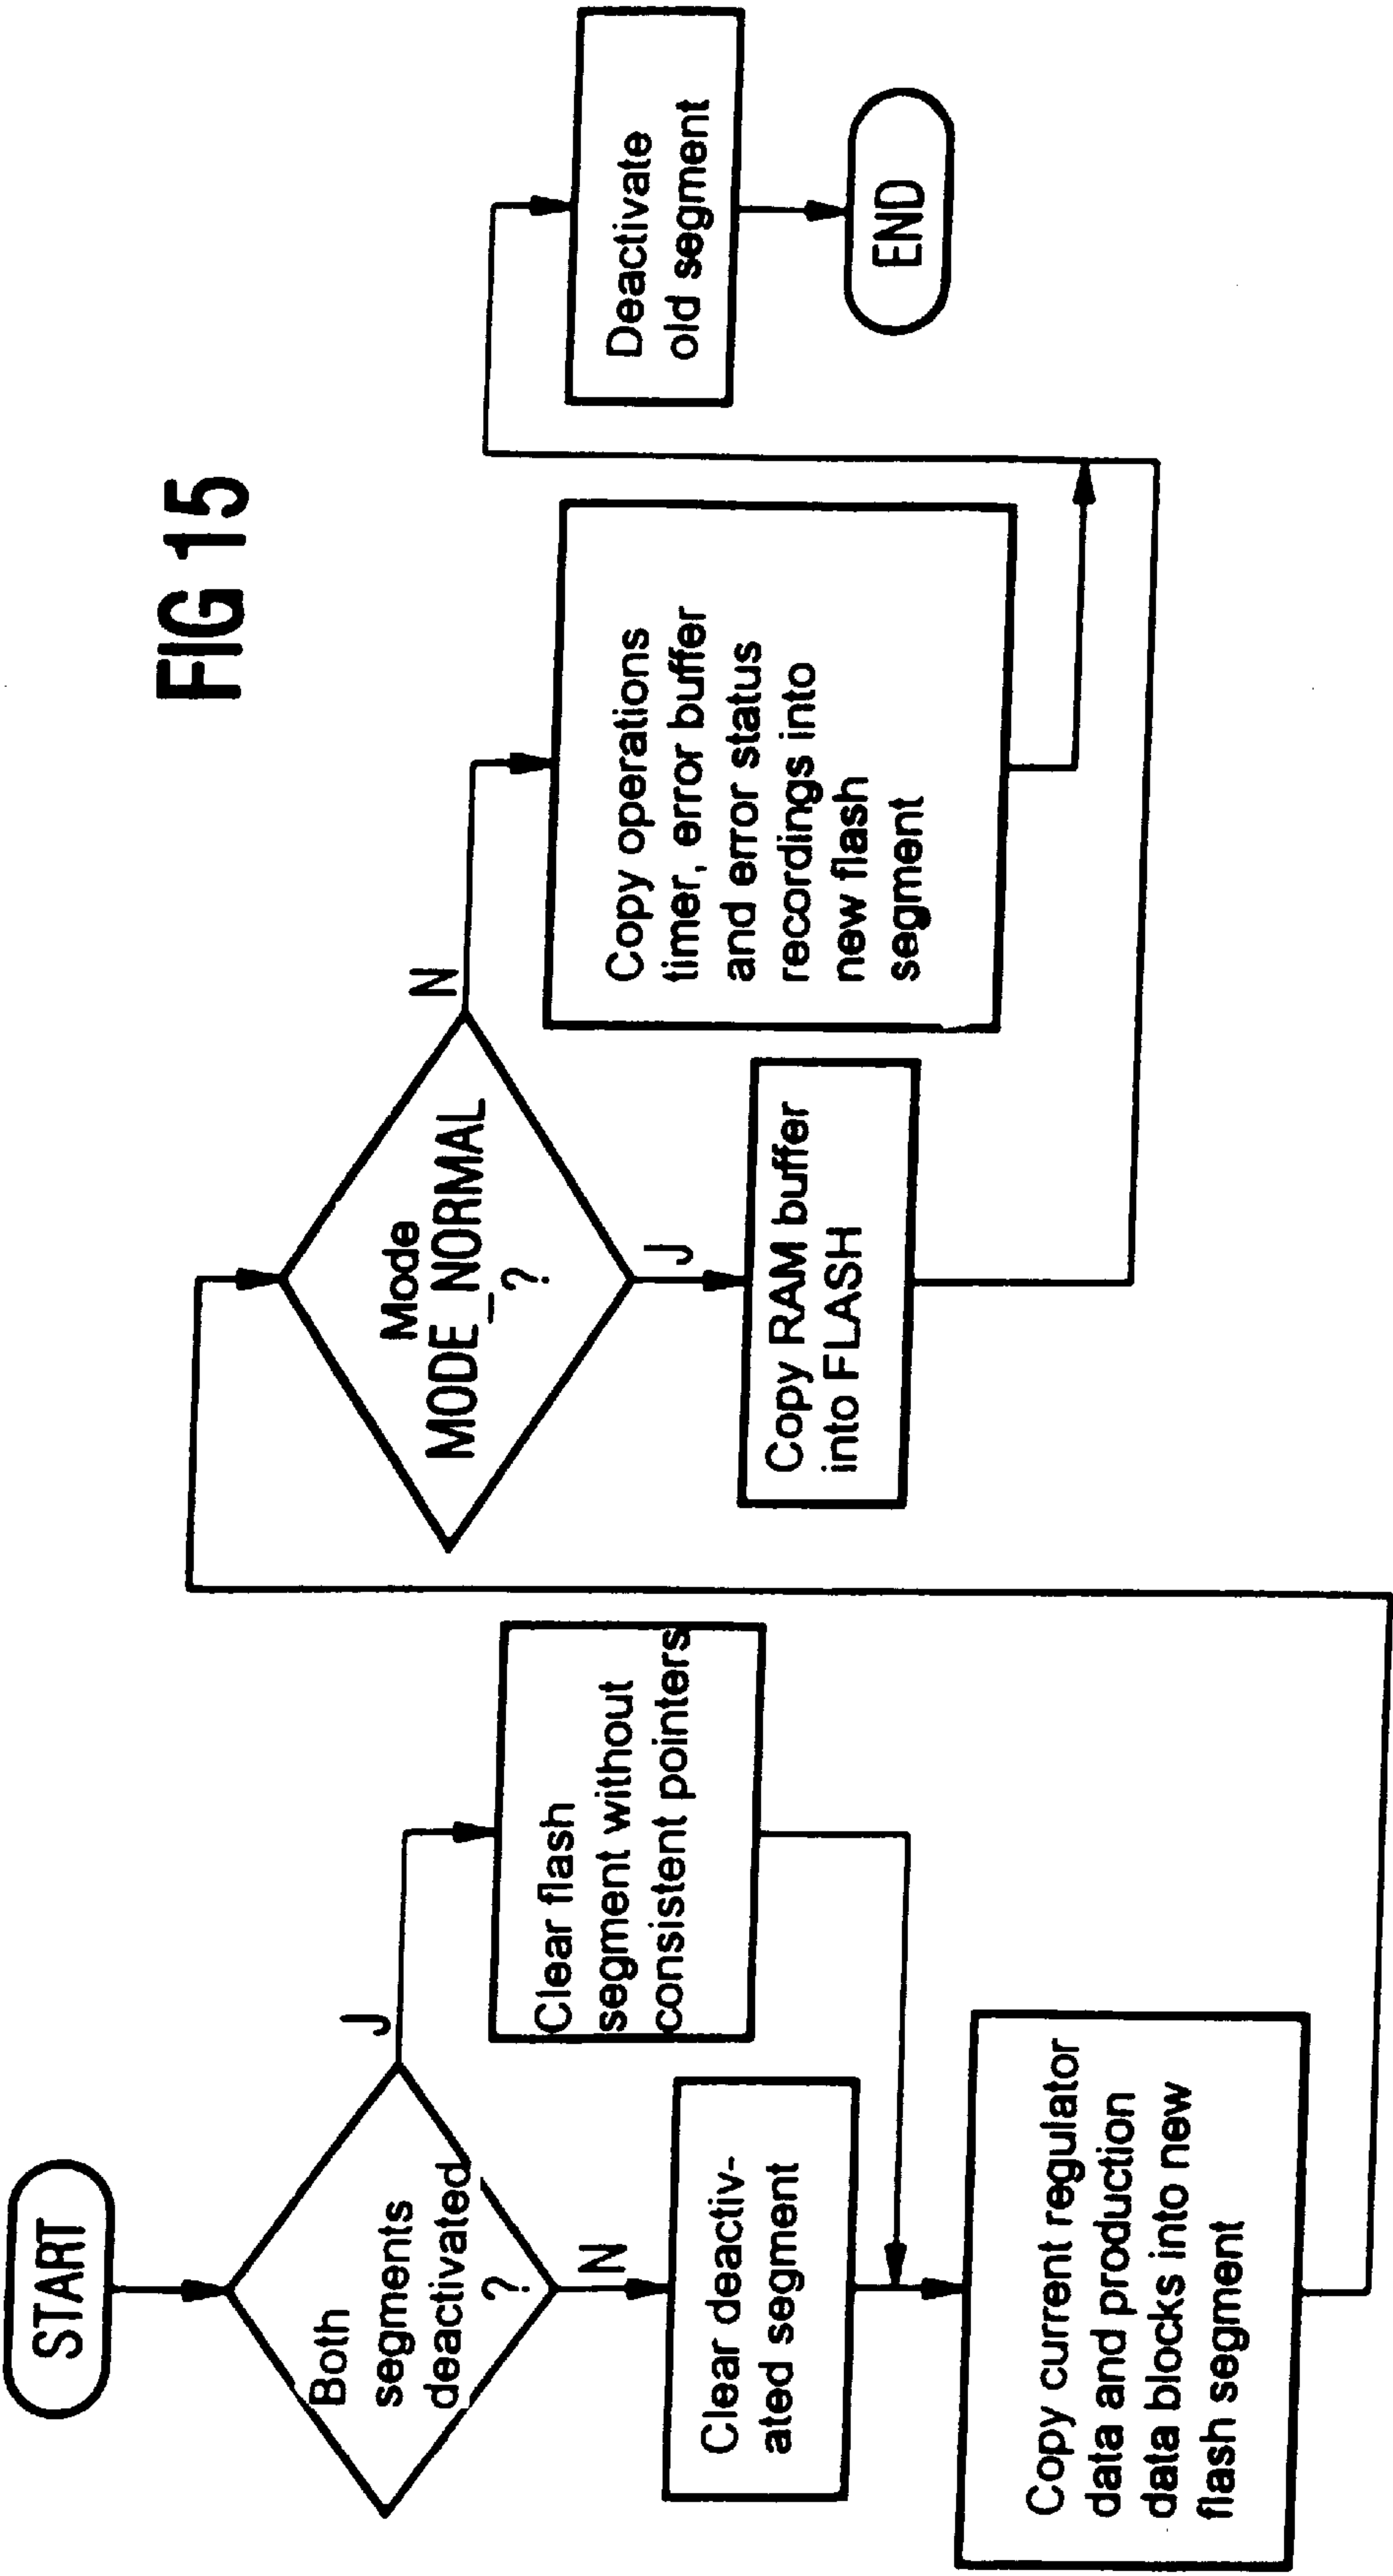 FIG 15
START
Both
segments
deactivated
?
J
N
Clear flash
segment without
consistent pointers
Clear deactiv-
ated segment
Copy current regulator
data and production
data blocks into new
flash segment
Mode
MODE_NORMAL
?
N
J
Copy RAM buffer
into FLASH
Copy operations
timer, error buffer
and error status
recordings into
new flash
segment
Deactivate
old segment
END